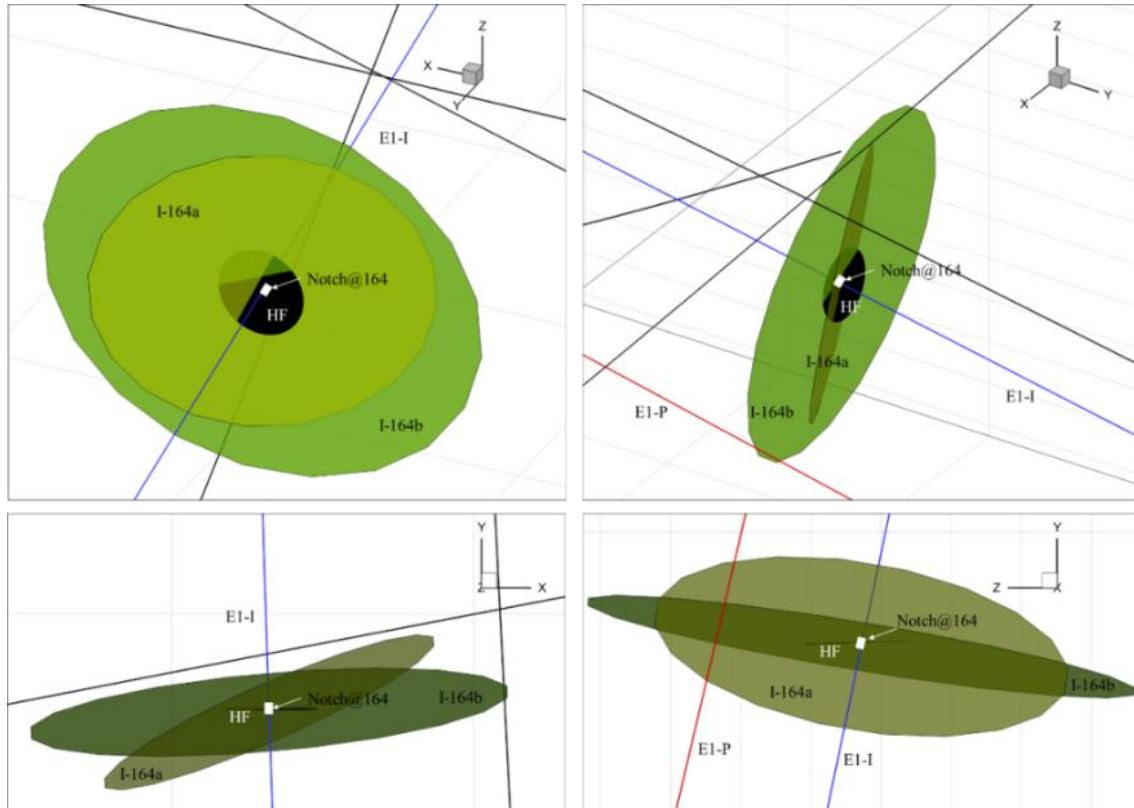 Z
X
Y
E1-I
I-164a
Notch@164
HF
I-164b
Z
X
Y
Notch@164
HF
I-164a
E1-I
E1-P
I-164b
Y
Z
X
E1-I
Notch@164
I-164b
HF
I-164a
Y
Z
X
Notch@164
HF
I-164a
I-164b
E1-P
E1-I